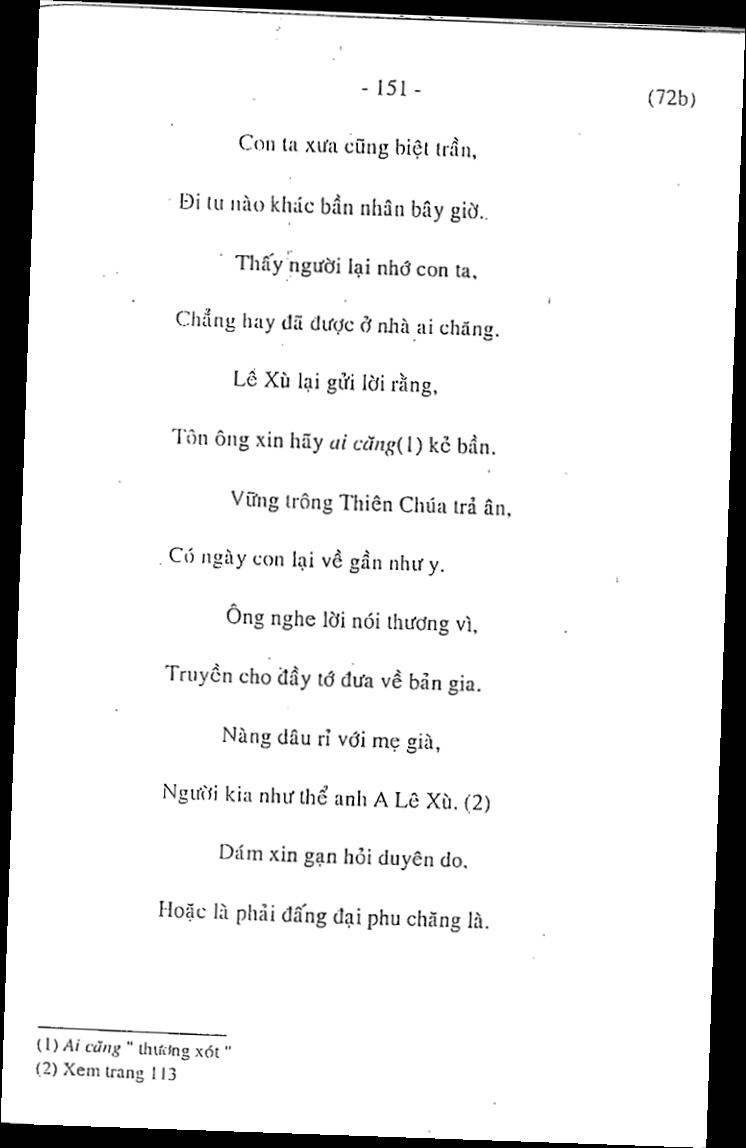 - 151 -
(72b)
Con ta xưa cũng biệt trần,
Đi tu nào khác bần nhân bây giờ.
Thấy người lại nhớ con ta,
Chẳng hay đã được ở nhà ai chăng.
Lê Xù lại gửi lời rằng,
Tôn ông xin hãy ai căng(1) kẻ bần.
Vững trông Thiên Chúa trả ân,
Có ngày con lại về gần như y.
Ông nghe lời nói thương vì,
Truyền cho đầy tớ đưa về bản gia.
Nàng dâu rỉ với mẹ già,
Người kia như thể anh A Lê Xù. (2)
Dám xin gạn hỏi duyên do,
Hoặc là phải đấng đại phu chăng là.
(1) Ai căng " thương xót "
(2) Xem trang 113